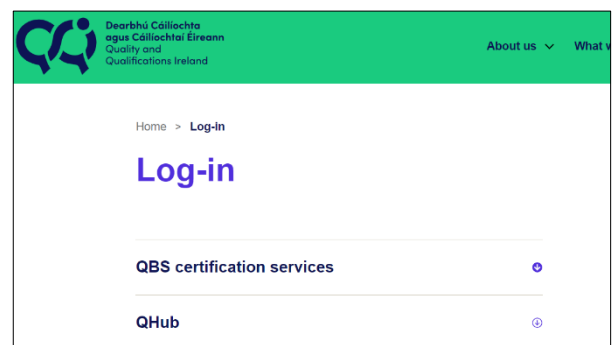 Dearbhú Cáilíochta
agus Cáilíochtaí Éireann
Quality and
Qualifications Ireland
About us
What
Home > Log-in
Log-in
QBS certification services
QHub